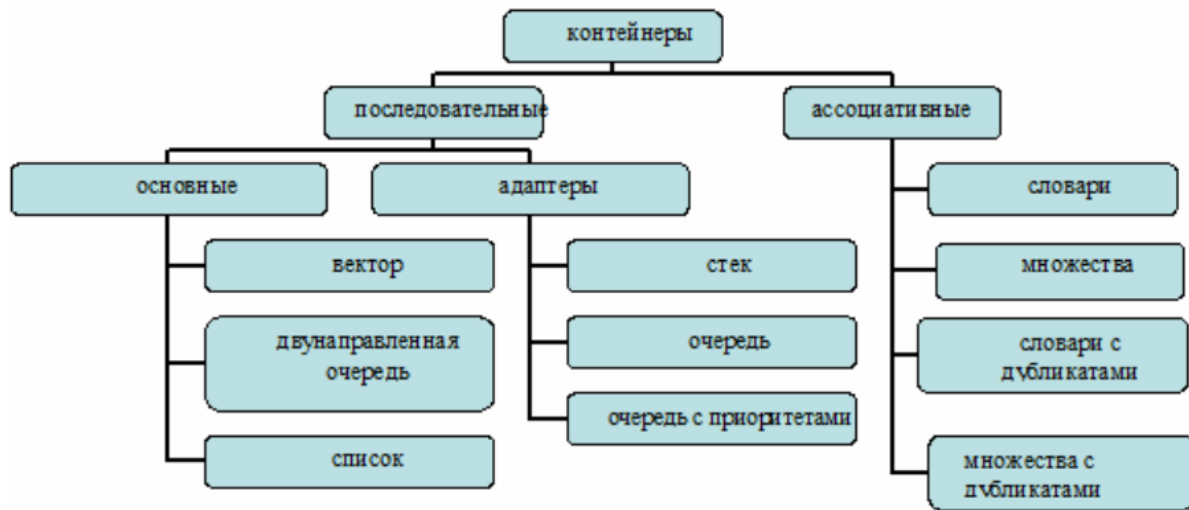 контейнеры
последовательные
ассоциативные
основные
адаптеры
словари
вектор
стек
множества
двунаправленная
очередь
очередь
словари с
дубликатами
список
очередь с приоритетами
множества с
дубликатами